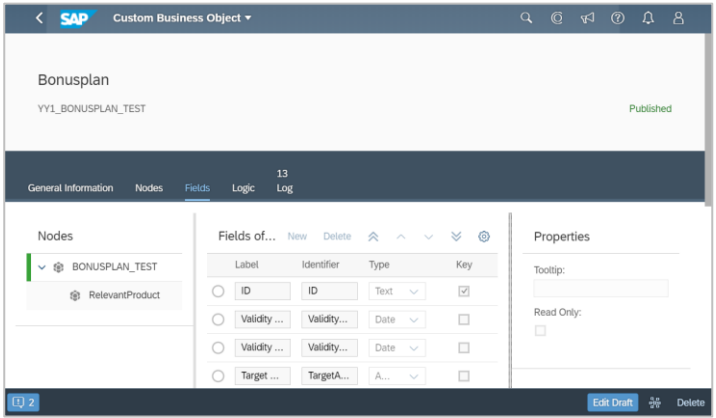 SAP Custom Business Object
Bonusplan
YY1_BONUSPLAN_TEST
Published
13
General Information Nodes Fields Logic Log
Nodes
BONUSPLAN_TEST
RelevantProduct
Fields of... New Delete
Label Identifier Type Key
ID ID Text
Validity ... Validity... Date
Validity ... Validity... Date
Target ... TargetA... A...
Properties
Tooltip:
Read Only:
2
Edit Draft Delete